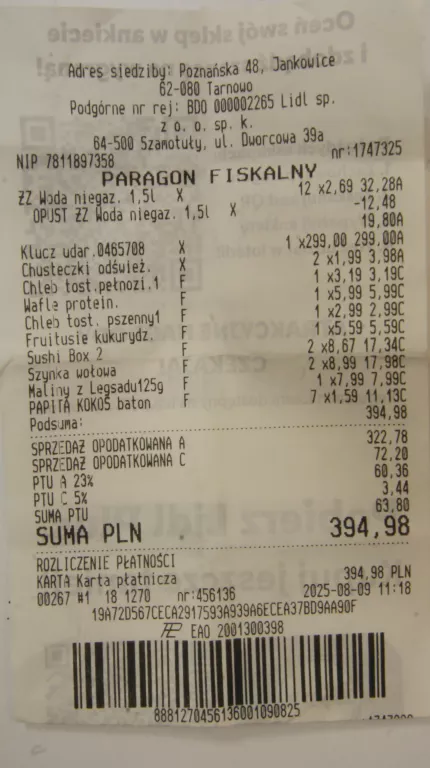 Adres siedziby: Poznańska 48, Jankowice
62-080 Tarnowo
Podgórne nr rej: BDO 000002265 Lidl sp.
z o. o. sp. k.
64-500 Szamotuły, ul. Dworcowa 39a
NIP 7811897358 nr:1747325
PARAGON FISKALNY
ŻZ Woda niegaz. 1,5l X 12 x2,69 32,28A
OPUST ŻZ Woda niegaz. 1,5l X -12,48
19,80A
Klucz udar.0465708 X 1 x299,00 299,00A
Chusteczki odśwież. X 2 x1,99 3,98A
Chleb tost.pełnozi.1 F 1 x3,19 3,19C
Wafle protein. F 1 x5,99 5,99C
Chleb tost. pszenny1 F 1 x2,99 2,99C
Fruitusie kukurydz. F 1 x5,59 5,59C
Sushi Box 2 F 2 x8,67 17,34C
Szynka wołowa F 2 x8,99 17,98C
Maliny z Legsadu125g F 1 x7,99 7,99C
PAPITA KOKOS baton F 7 x1,59 11,13C
Podsuma: 394,98
SPRZEDAŻ OPODATKOWANA A 322,78
SPRZEDAŻ OPODATKOWANA C 72,20
PTU A 23% 60,36
PTU C 5% 3,44
SUMA PTU 63,80
SUMA PLN 394,98
ROZLICZENIE PŁATNOŚCI
KARTA Karta płatnicza 394,98 PLN
00267 #1 18 1270 nr:456136 2025-08-09 11:18
19A72D567CECA2917593A939A6ECEA37BD9AA90F
EAO 2001300398
8881270456136001090825